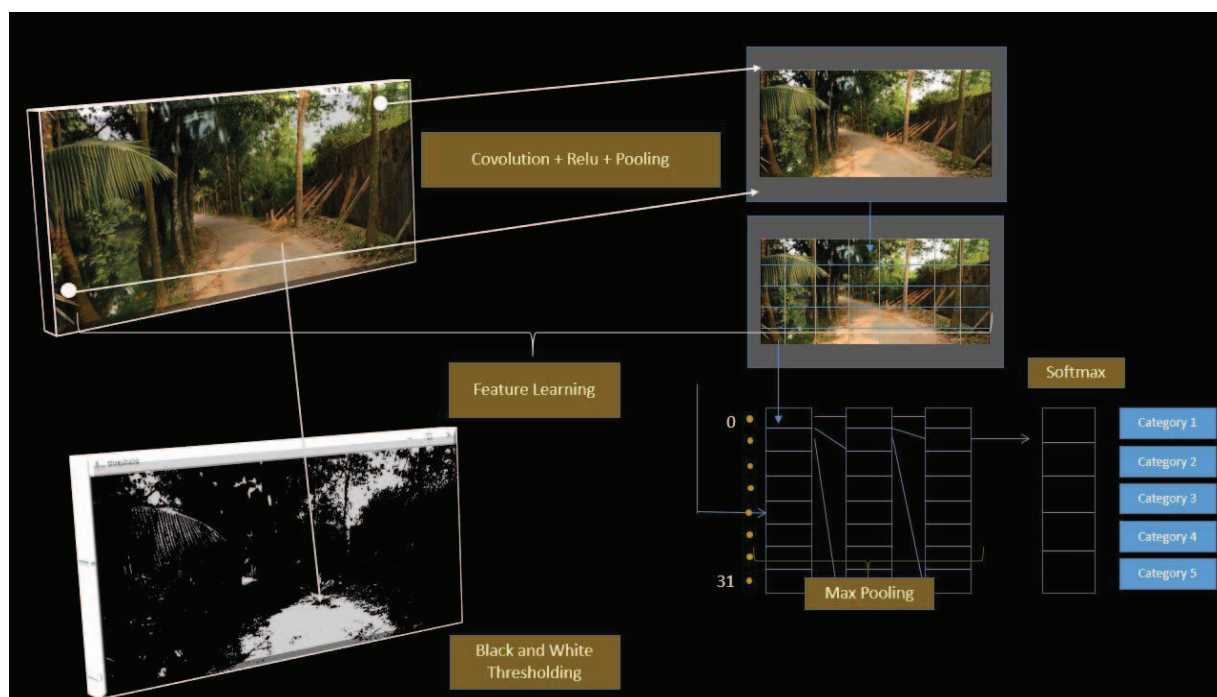 Covolution + Relu + Pooling
Feature Learning
threshold
Black and White
Thresholding
Softmax
0
31
Max Pooling
Category 1
Category 2
Category 3
Category 4
Category 5